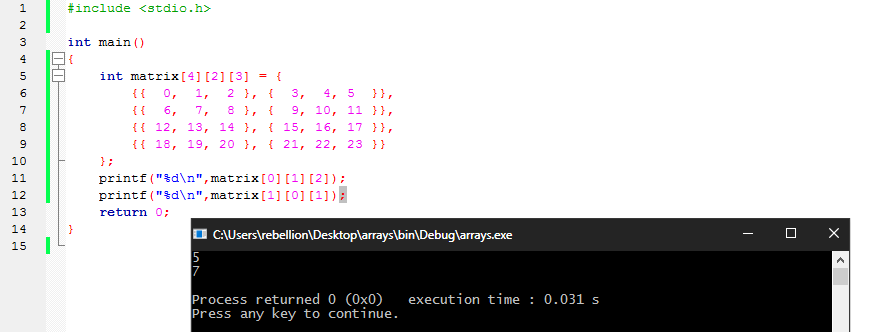 1 #include <stdio.h>
2
3 int main()
4 {
5 int matrix[4][2][3] = {
6 {{ 0, 1, 2 }, { 3, 4, 5 }},
7 {{ 6, 7, 8 }, { 9, 10, 11 }},
8 {{ 12, 13, 14 }, { 15, 16, 17 }},
9 {{ 18, 19, 20 }, { 21, 22, 23 }}
10 };
11 printf("%d\n",matrix[0][1][2]);
12 printf("%d\n",matrix[1][0][1]);
13 return 0;
14 }
15
C:\Users\rebellion\Desktop\arrays\bin\Debug\arrays.exe
5
7
Process returned 0 (0x0) execution time : 0.031 s
Press any key to continue.